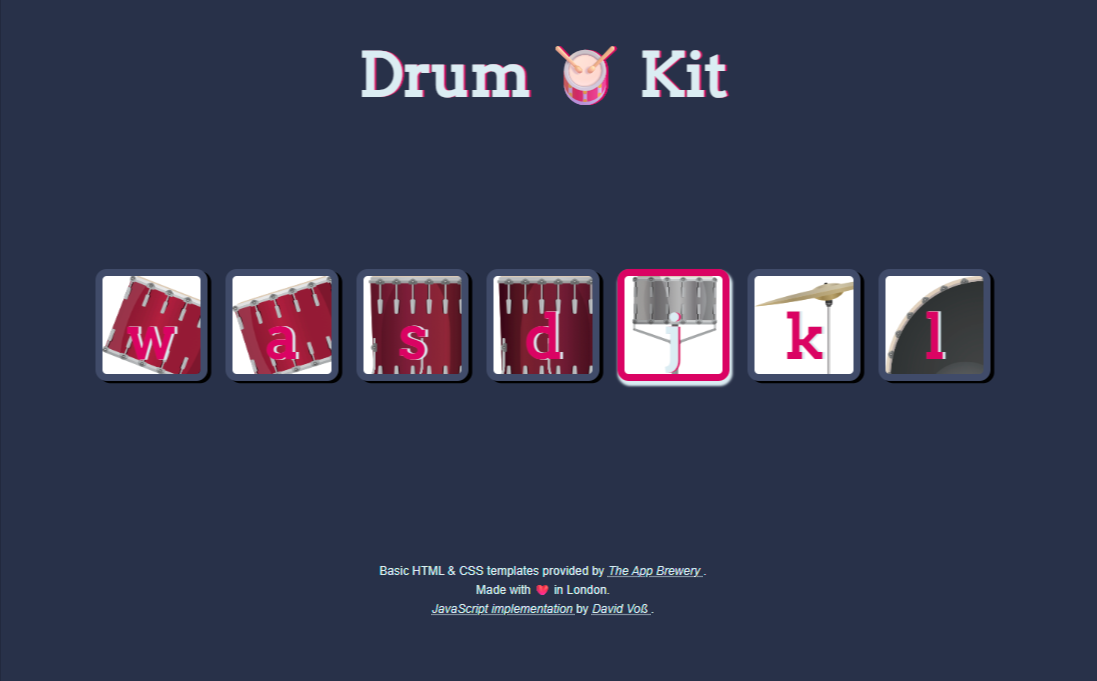 Drum 🥁 Kit
w a s d j k l
Basic HTML & CSS templates provided by The App Brewery .
Made with 💔 in London.
JavaScript implementation by David Voß .